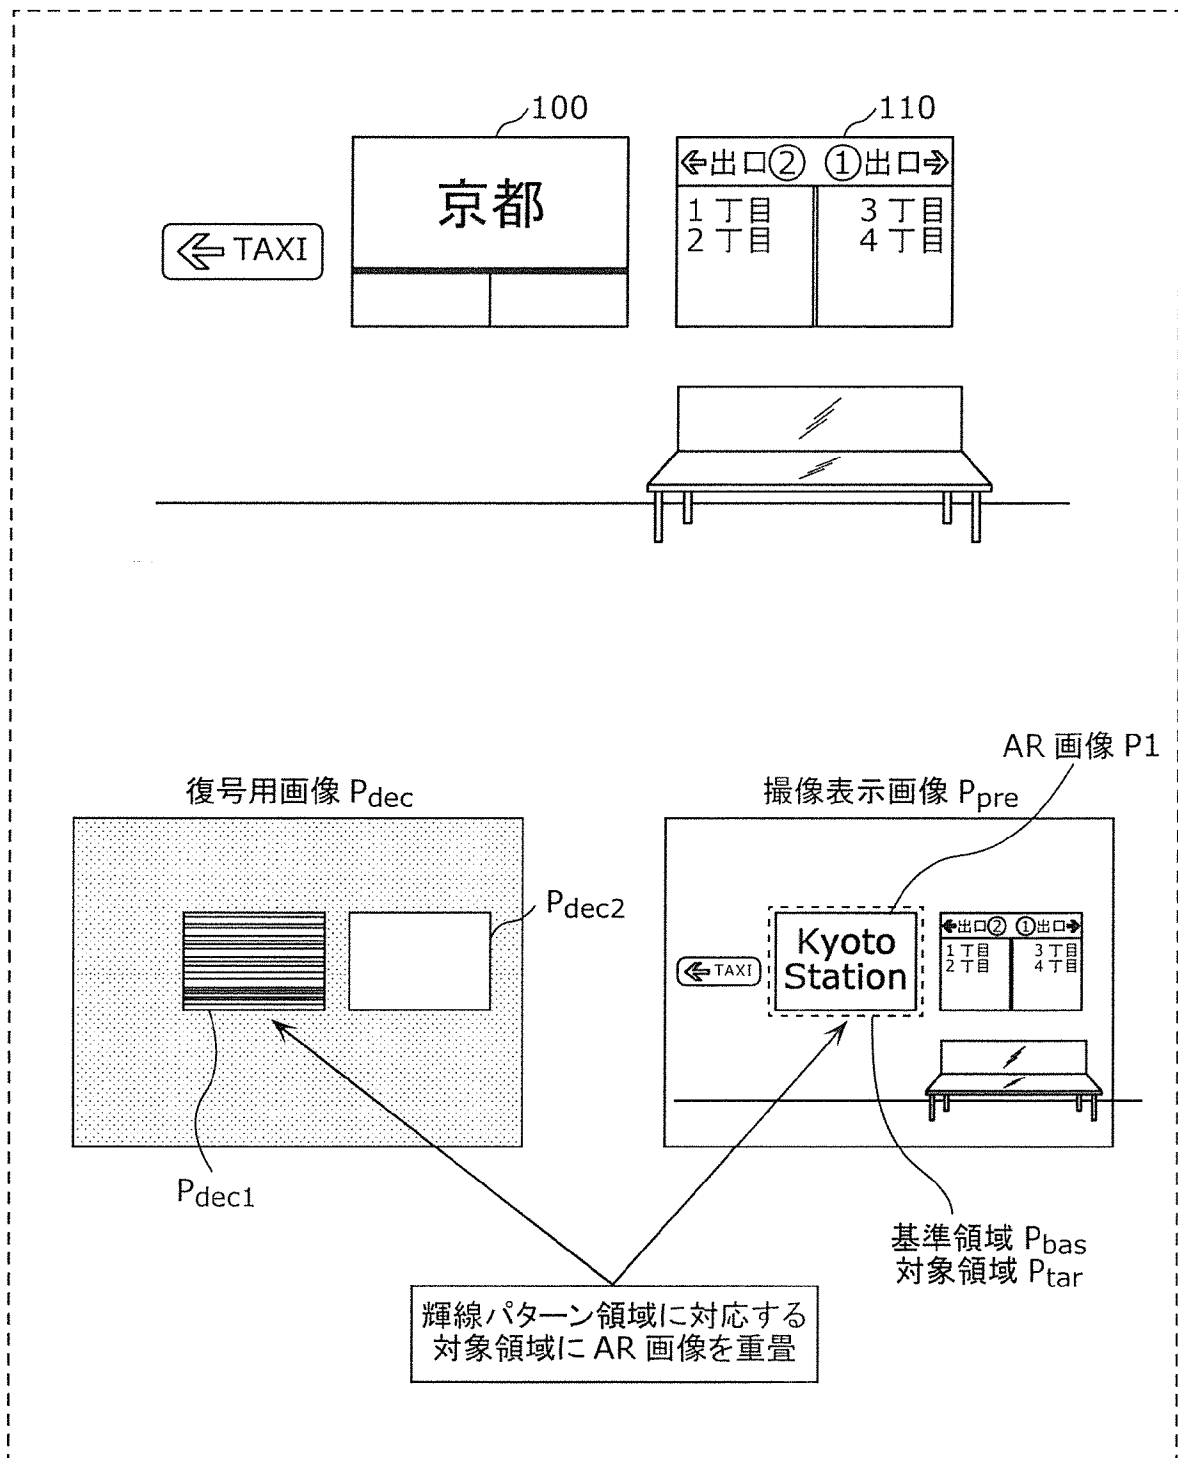 100
110
京都
←出口② ①出口→
1丁目 3丁目
2丁目 4丁目
← TAXI
AR 画像 P1
復号用画像 Pdec
撮像表示画像 Ppre
Pdec2
Kyoto
Station
← TAXI
←出口② ①出口→
1丁目 3丁目
2丁目 4丁目
Pdec1
基準領域 Pbas
対象領域 Ptar
輝線パターン領域に対応する
対象領域に AR 画像を重畳